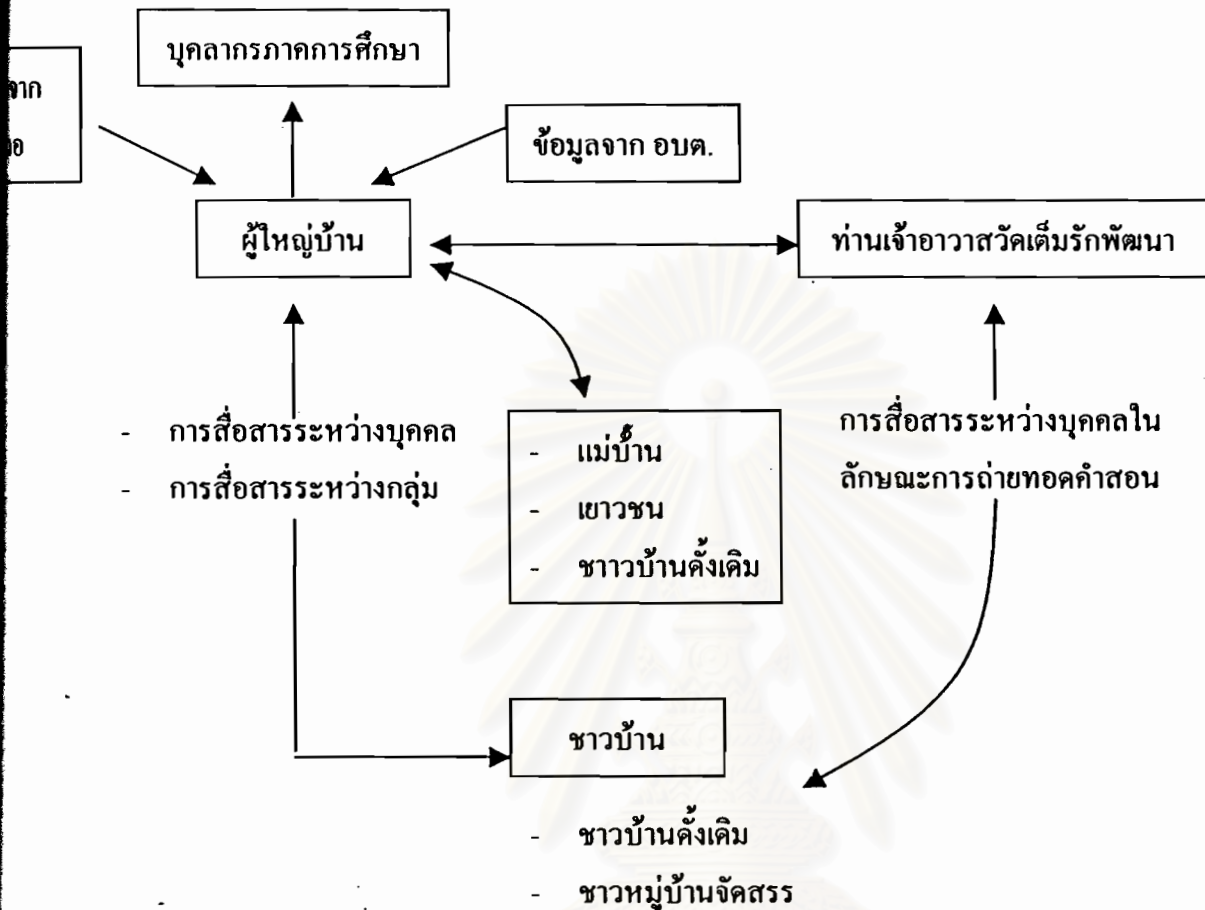 บุคลากรภาคการศึกษา
จาก
ข้อมูลจาก อบต.
ผู้ใหญ่บ้าน
ท่านเจ้าอาวาสวัดเต็มรักพัฒนา
- การสื่อสารระหว่างบุคคล
- การสื่อสารระหว่างกลุ่ม
- แม่บ้าน
- เยาวชน
- ชาาวบ้านดั้งเดิม
การสื่อสารระหว่างบุคคลใน
ลักษณะการถ่ายทอดคำสอน
ชาวบ้าน
- ชาวบ้านดั้งเดิม
- ชาวหมู่บ้านจัดสรร